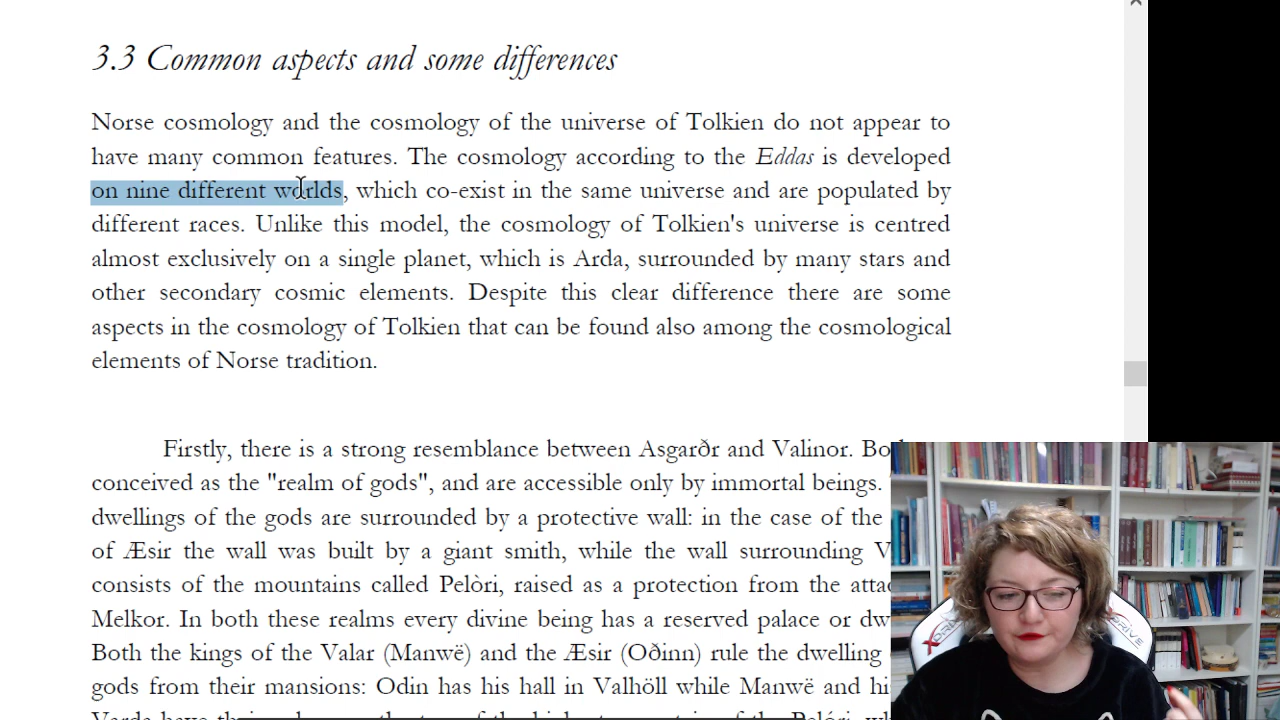 3.3 Common aspects and some differences
Norse cosmology and the cosmology of the universe of Tolkien do not appear to
have many common features. The cosmology according to the Eddas is developed
on nine different worlds, which co-exist in the same universe and are populated by
different races. Unlike this model, the cosmology of Tolkien's universe is centred
almost exclusively on a single planet, which is Arda, surrounded by many stars and
other secondary cosmic elements. Despite this clear difference there are some
aspects in the cosmology of Tolkien that can be found also among the cosmological
elements of Norse tradition.
Firstly, there is a strong resemblance between Asgarðr and Valinor.
conceived as the "realm of gods", and are accessible only by immortal beings.
dwellings of the gods are surrounded by a protective wall: in the case of the
of Æsir the wall was built by a giant smith, while the wall surrounding
consists of the mountains called Pelòri, raised as a protection from the
Melkor. In both these realms every divine being has a reserved palace or
Both the kings of the Valar (Manwë) and the Æsir (Oðinn) rule the dwelling
gods from their mansions: Odin has his hall in Valhöll while Manwë and